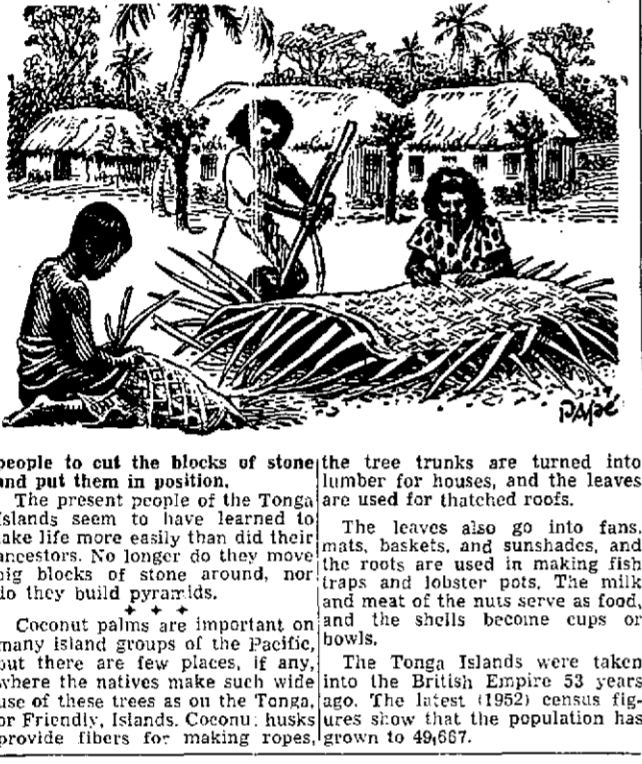 PAPÉ
people to cut the blocks of stone
and put them in position.
The present people of the Tonga
Islands seem to have learned to
take life more easily than did their
ancestors. No longer do they move
big blocks of stone around, nor
do they build pyramids.
Coconut palms are important on
many island groups of the Pacific,
but there are few places, if any,
where the natives make such wide
use of these trees as on the Tonga,
or Friendly, Islands. Coconu: husks
provide fibers for making ropes,
the tree trunks are turned into
lumber for houses, and the leaves
are used for thatched roofs.
The leaves also go into fans,
mats, baskets, and sunshades, and
the roots are used in making fish
traps and lobster pots. The milk
and meat of the nuts serve as food,
and the shells become cups or
bowls.
The Tonga Islands were taken
into the British Empire 53 years
ago. The latest (1952) census fig-
ures show that the population has
grown to 49,667.